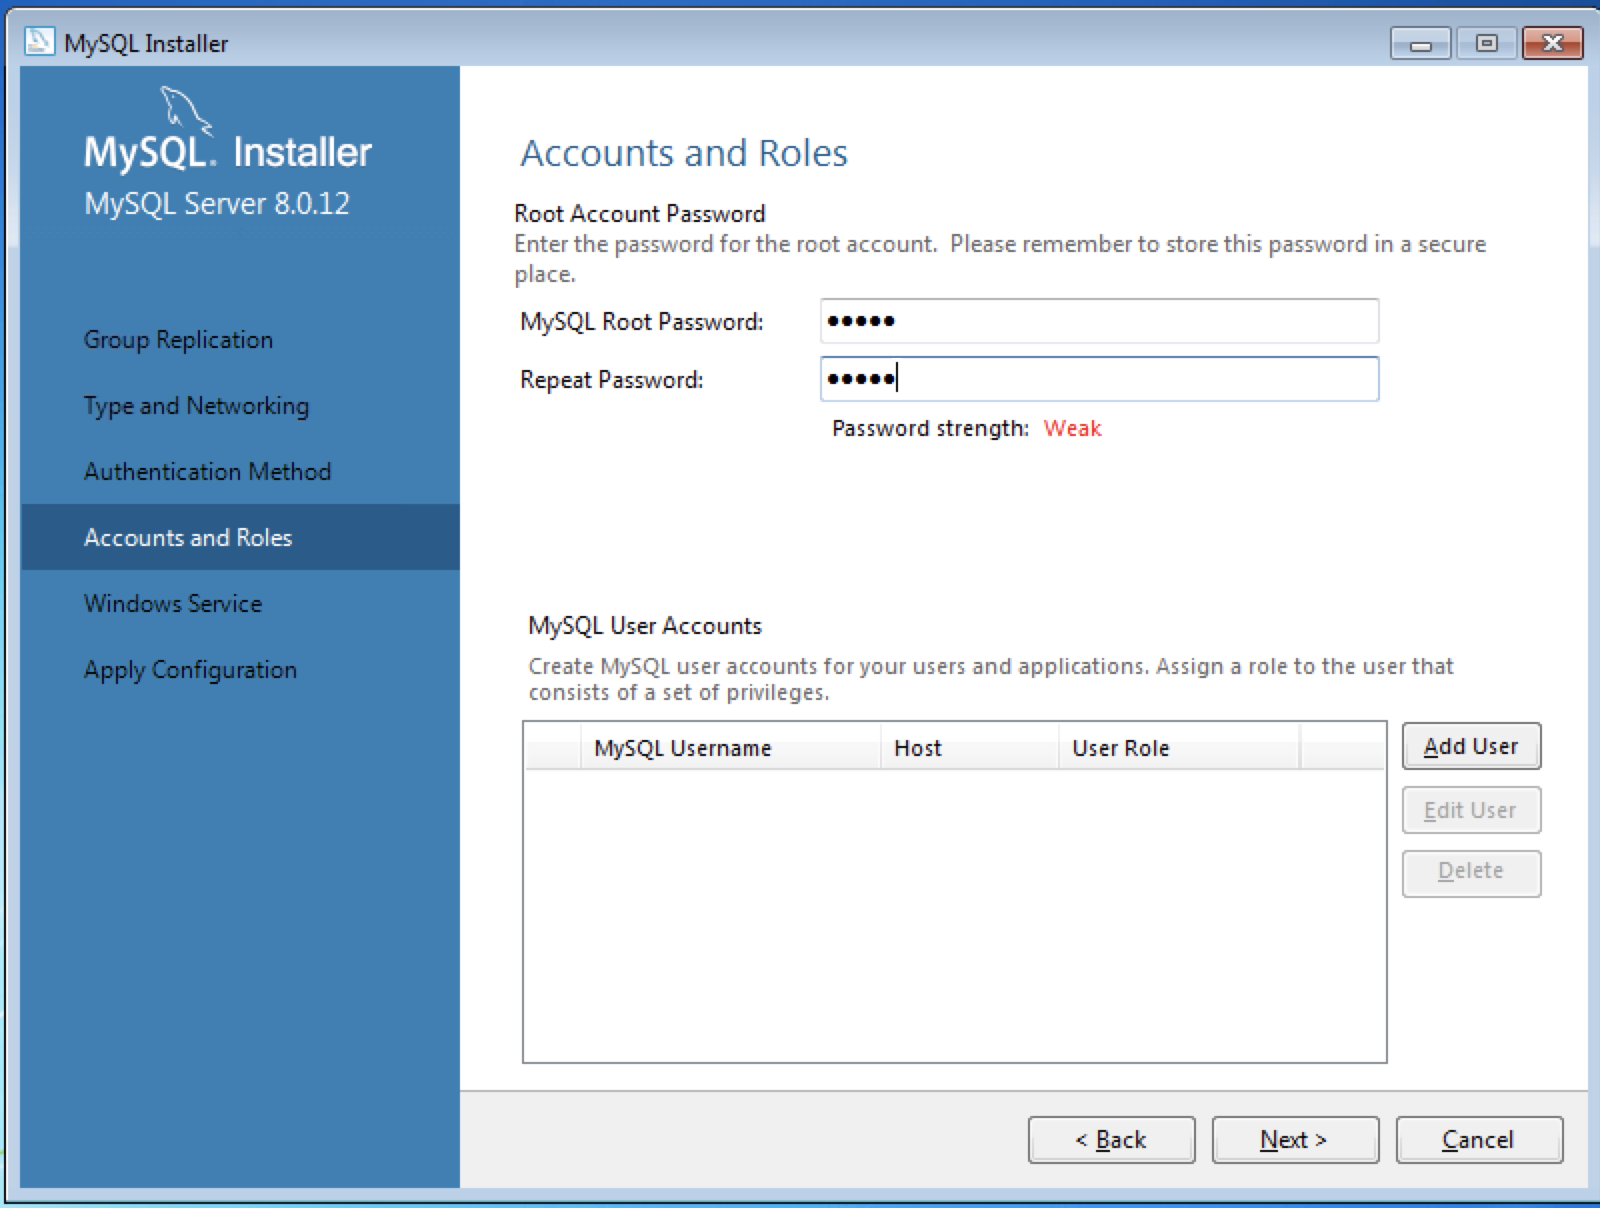 MySQL Installer
MySQL. Installer
MySQL Server 8.0.12
Group Replication
Type and Networking
Authentication Method
Accounts and Roles
Windows Service
Apply Configuration
Accounts and Roles
Root Account Password
Enter the password for the root account.  Please remember to store this password in a secure
place.
MySQL Root Password: •••••
Repeat Password: •••••
Password strength: Weak
MySQL User Accounts
Create MySQL user accounts for your users and applications. Assign a role to the user that
consists of a set of privileges.
MySQL Username Host User Role
Add User
Edit User
Delete
< Back Next > Cancel